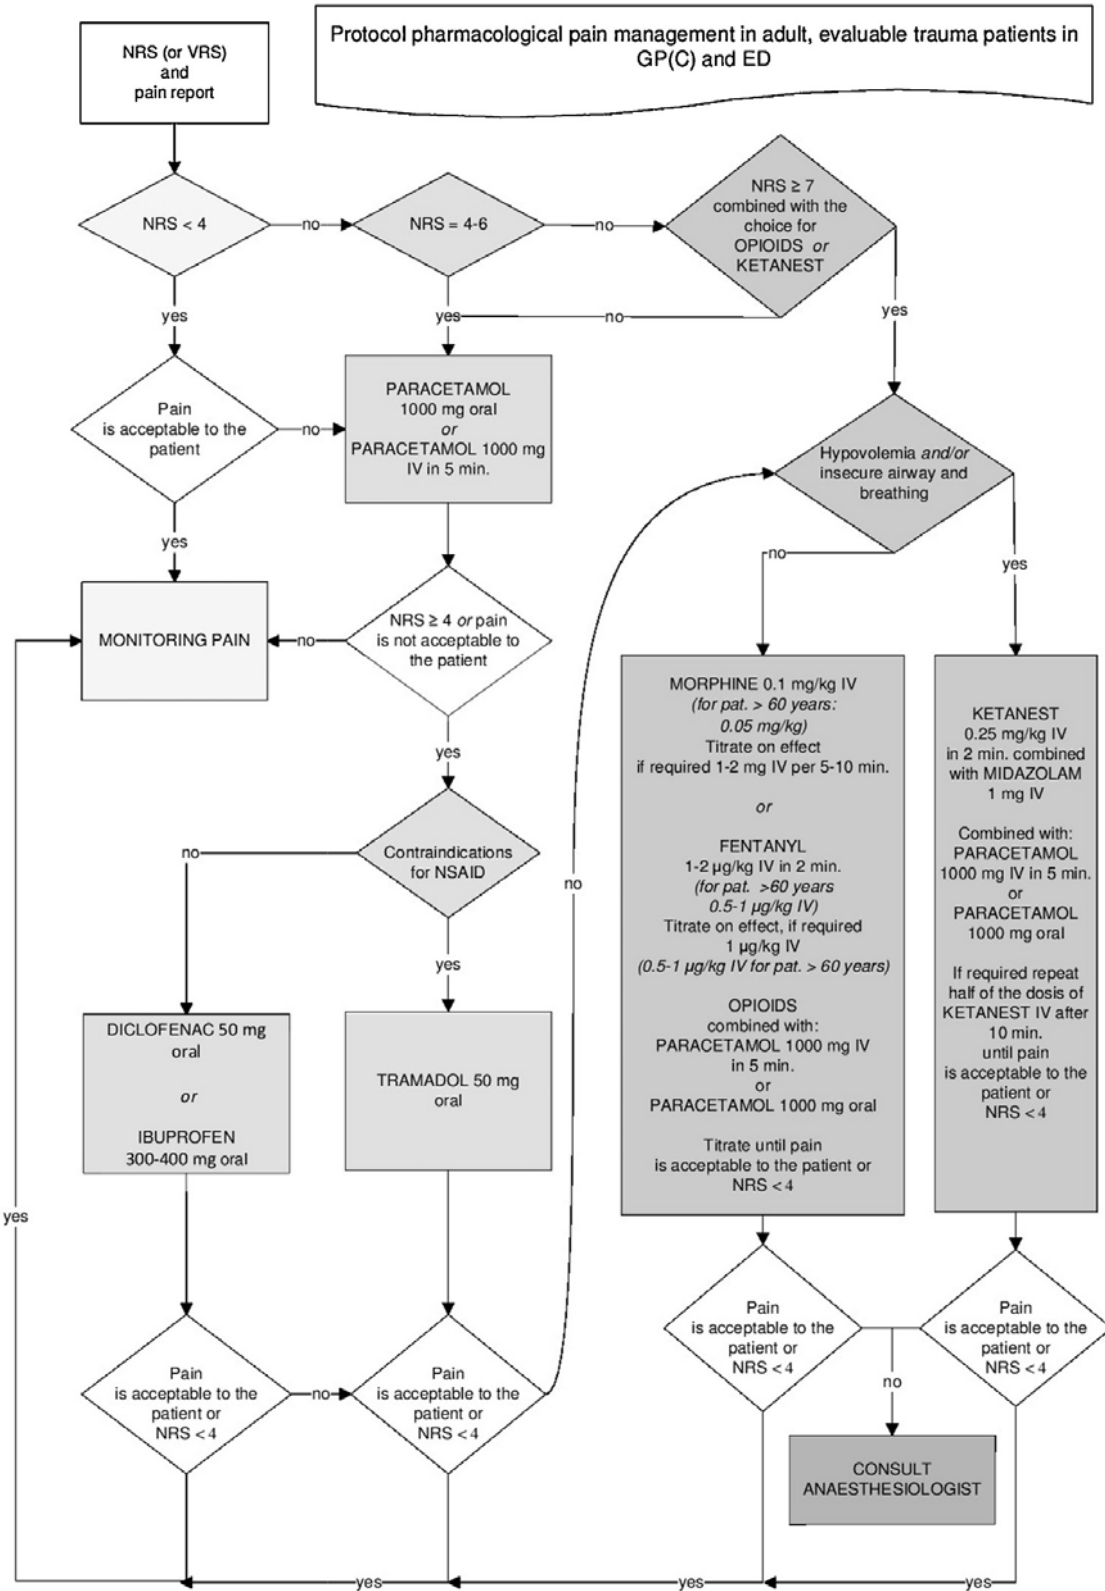 Protocol pharmacological pain management in adult, evaluable trauma patients in
GP(C) and ED
NRS (or VRS)
and
pain report
NRS < 4
no
NRS = 4-6
no
NRS ≥ 7
combined with the
choice for
OPIOIDS or
KETANEST
yes
yes
no
yes
Pain
is acceptable to the
patient
no
PARACETAMOL
1000 mg oral
or
PARACETAMOL 1000 mg
IV in 5 min.
Hypovolemia and/or
insecure airway and
breathing
yes
no
yes
MONITORING PAIN
no
NRS ≥ 4 or pain
is not acceptable to
the patient
yes
MORPHINE 0.1 mg/kg IV
(for pat. > 60 years:
0.05 mg/kg)
Titrate on effect
if required 1-2 mg IV per 5-10 min.
or
FENTANYL
1-2 µg/kg IV in 2 min.
(for pat. >60 years
0.5-1 µg/kg IV)
Titrate on effect, if required
1 µg/kg IV
(0.5-1 µg/kg IV for pat. > 60 years)
OPIOIDS
combined with:
PARACETAMOL 1000 mg IV
in 5 min.
or
PARACETAMOL 1000 mg oral
Titrate until pain
is acceptable to the patient or
NRS < 4
KETANEST
0.25 mg/kg IV
in 2 min. combined
with MIDAZOLAM
1 mg IV
Combined with:
PARACETAMOL
1000 mg IV in 5 min.
or
PARACETAMOL
1000 mg oral
If required repeat
half of the dosis of
KETANEST IV after
10 min.
until pain
is acceptable to the
patient or
NRS < 4
no
Contraindications
for NSAID
no
yes
DICLOFENAC 50 mg
oral
or
IBUPROFEN
300-400 mg oral
TRAMADOL 50 mg
oral
yes
Pain
is acceptable to the
patient or
NRS < 4
no
Pain
is acceptable to the
patient or
NRS < 4
Pain
is acceptable to the
patient or
NRS < 4
no
Pain
is acceptable to the
patient or
NRS < 4
CONSULT
ANAESTHESIOLOGIST
yes
yes
yes